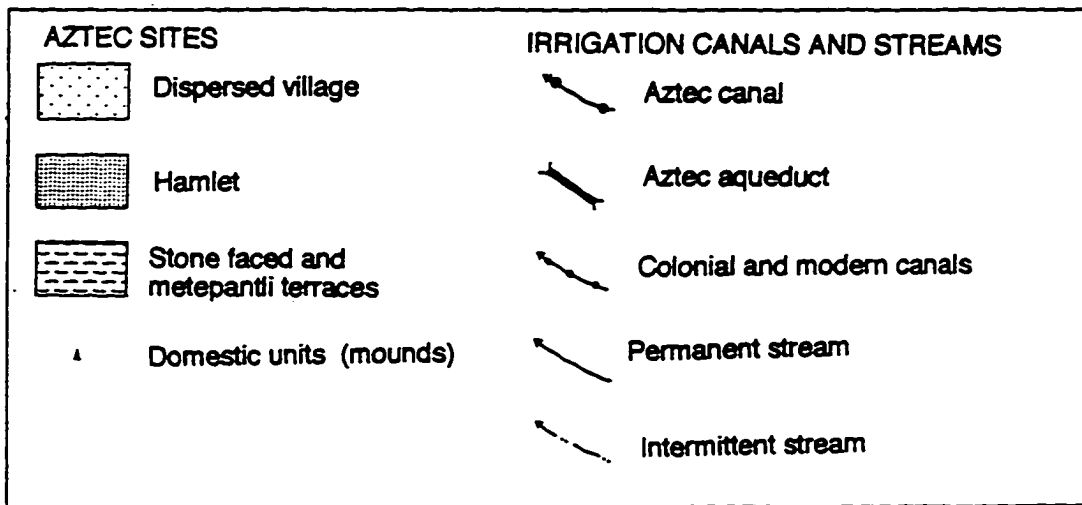 AZTEC SITES
Dispersed village
Hamlet
Stone faced and
metepantli terraces
Domestic units (mounds)
IRRIGATION CANALS AND STREAMS
Aztec canal
Aztec aqueduct
Colonial and modern canals
Permanent stream
Intermittent stream